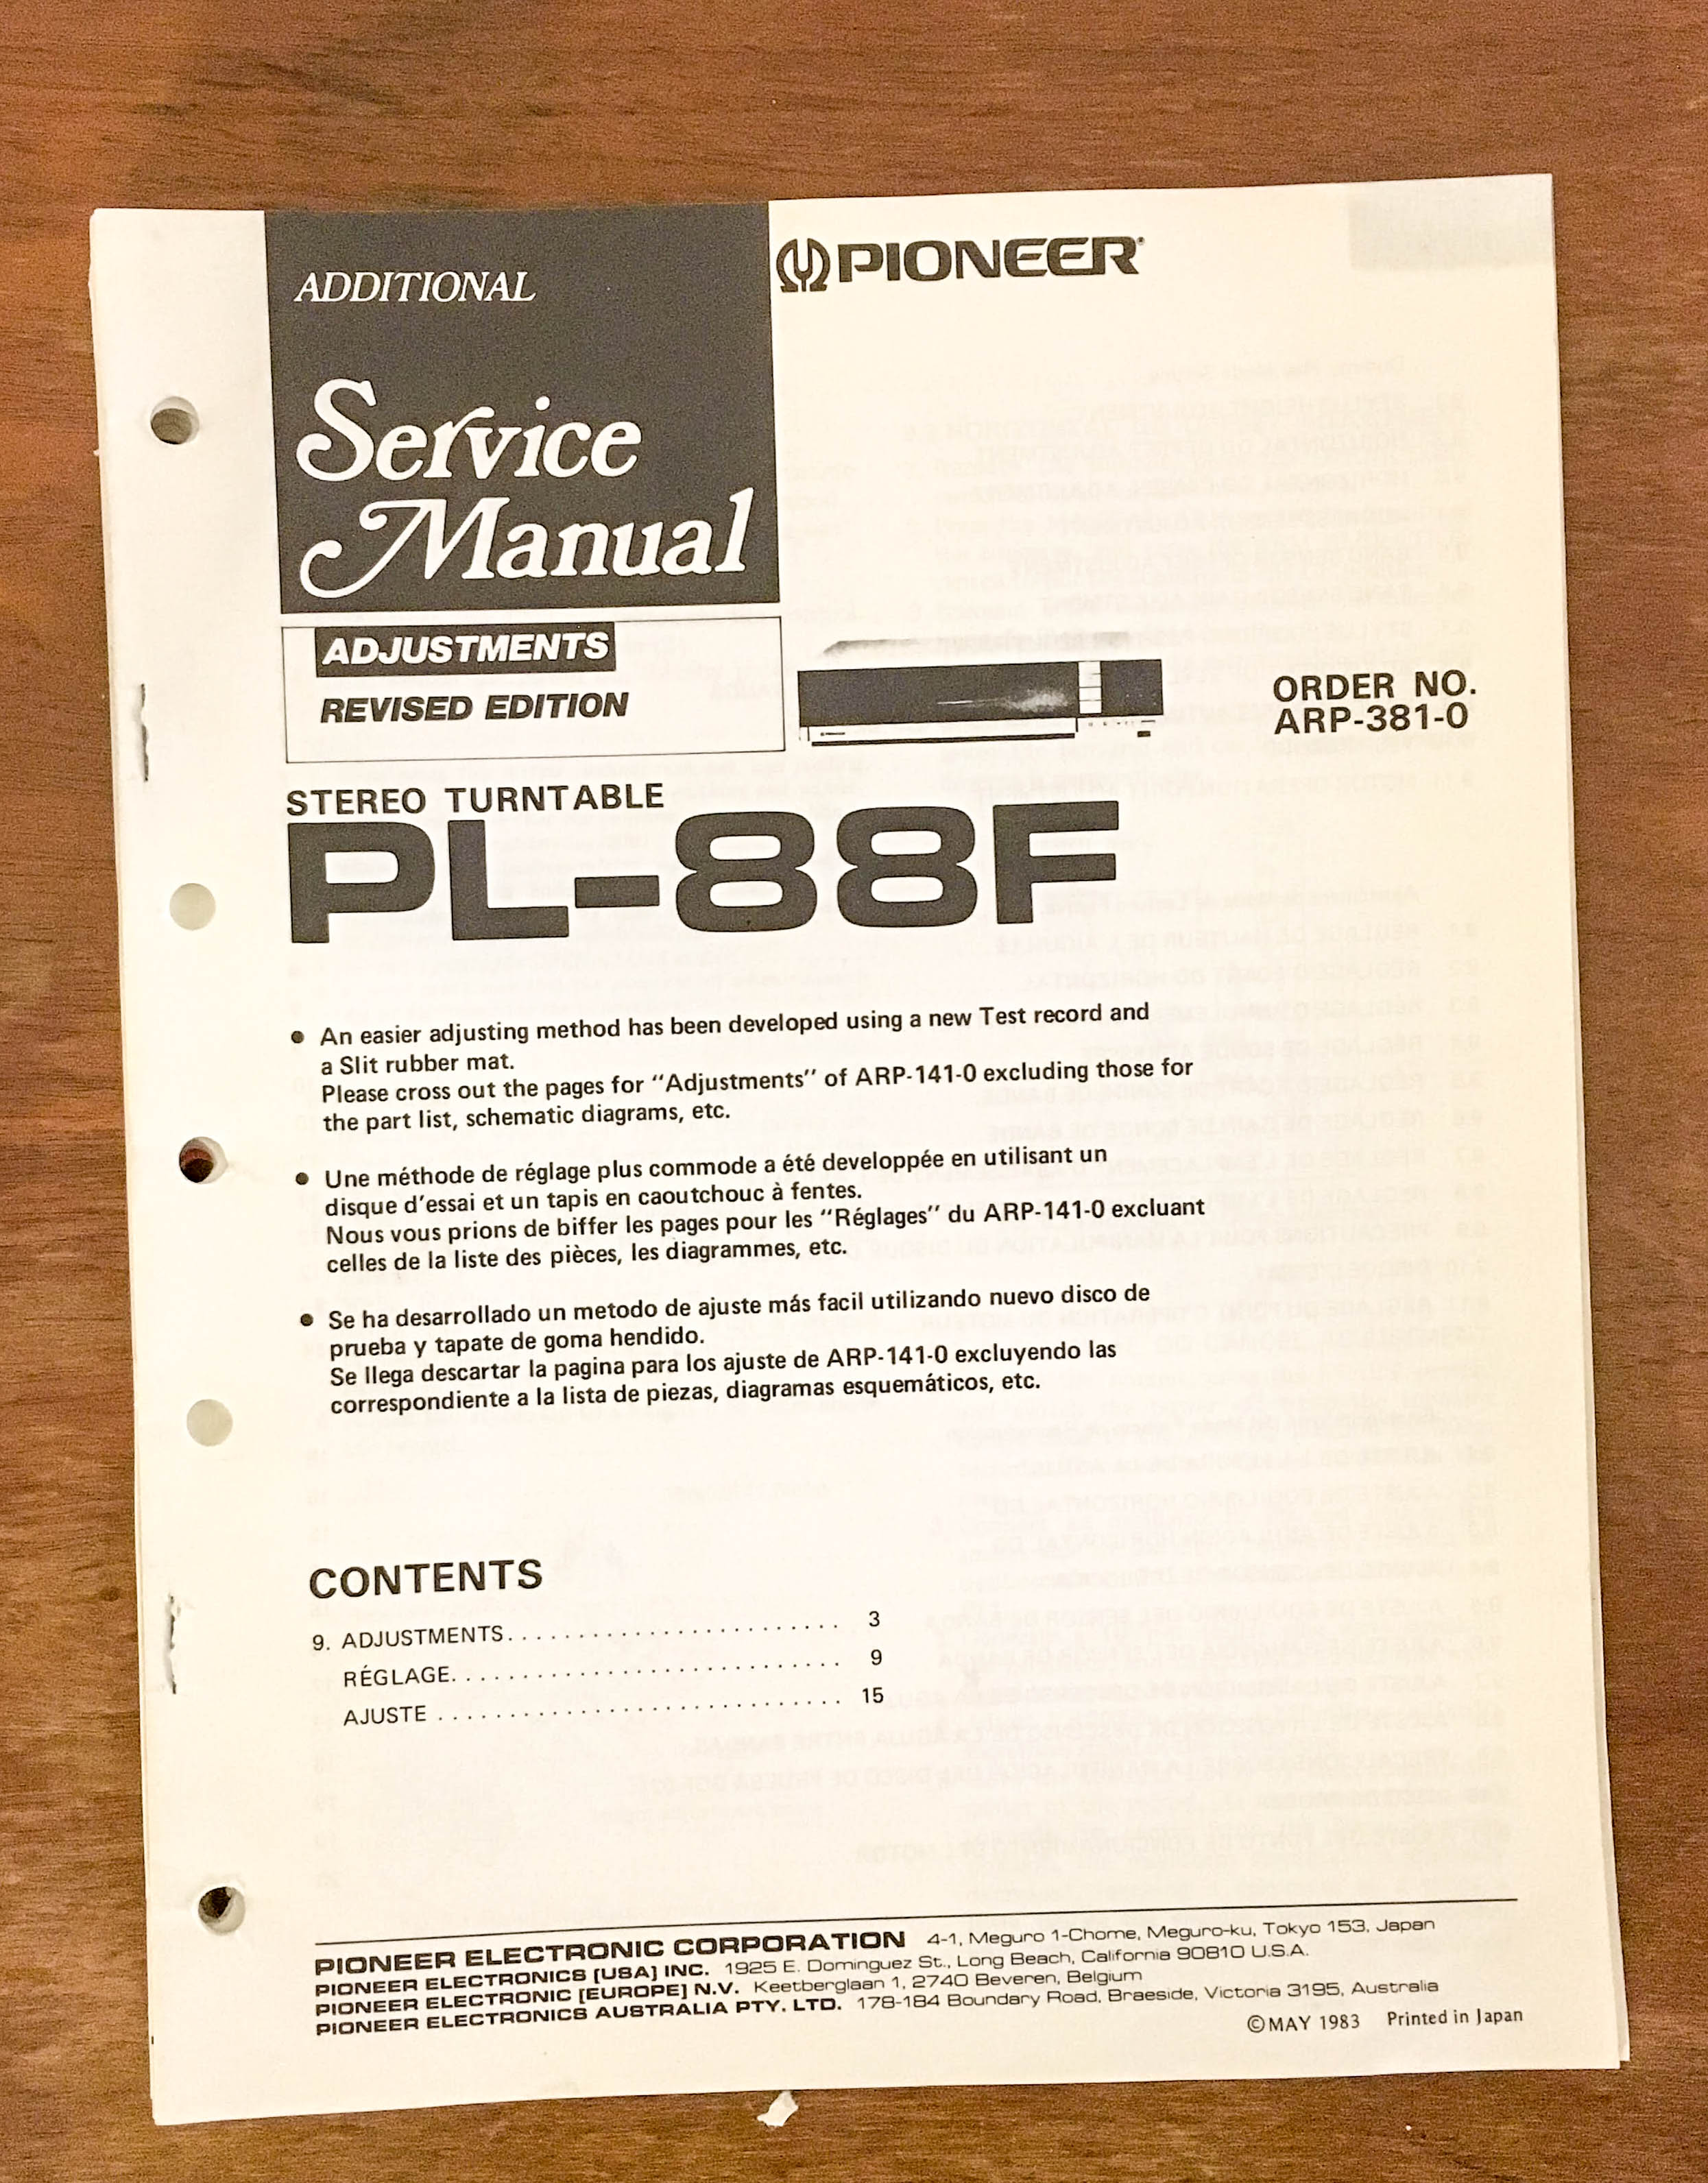 ADDITIONAL
Service
Manual
PIONEER
ADJUSTMENTS
REVISED EDITION
ORDER NO.
ARP-381-0
STEREO TURNTABLE
PL-88F
● An easier adjusting method has been developed using a new Test record and
a Slit rubber mat.
Please cross out the pages for "Adjustments" of ARP-141-0 excluding those for
the part list, schematic diagrams, etc.
● Une méthode de réglage plus commode a été developpée en utilisant un
disque d'essai et un tapis en caoutchouc à fentes.
Nous vous prions de biffer les pages pour les "Réglages" du ARP-141-0 excluant
celles de la liste des pièces, les diagrammes, etc.
● Se ha desarrollado un metodo de ajuste más facil utilizando nuevo disco de
prueba y tapate de goma hendido.
Se llega descartar la pagina para los ajuste de ARP-141-0 excluyendo las
correspondiente a la lista de piezas, diagramas esquemáticos, etc.
CONTENTS
9. ADJUSTMENTS........................ 3
RÉGLAGE............................ 9
AJUSTE ............................. 15
PIONEER ELECTRONIC CORPORATION 4-1, Meguro 1-Chome, Meguro-ku, Tokyo 153, Japan
PIONEER ELECTRONICS [USA] INC. 1925 E. Dominguez St., Long Beach, California 90810 U.S.A.
PIONEER ELECTRONIC [EUROPE] N.V. Keetberglaan 1, 2740 Beveren, Belgium
PIONEER ELECTRONICS AUSTRALIA PTY. LTD. 178-184 Boundary Road, Braeside, Victoria 3195, Australia
©MAY 1983 Printed in Japan